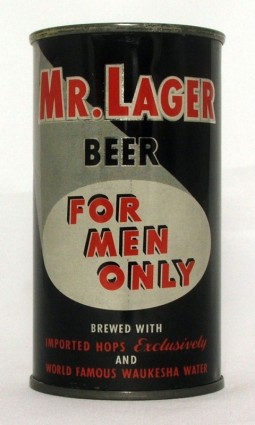 MR. LAGER
BEER
FOR
MEN
ONLY
BREWED WITH
IMPORTED HOPS Exclusively
AND
WORLD FAMOUS WAUKESHA WATER